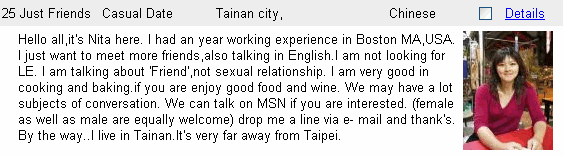 25 Just Friends Casual Date Tainan city, Chinese Details
Hello all,it's Nita here. I had an year working experience in Boston MA,USA.
I just want to meet more friends,also talking in English.I am not looking for
LE. I am talking about 'Friend',not sexual relationship. I am very good in
cooking and baking.if you are enjoy good food and wine. We may have a lot
subjects of conversation. We can talk on MSN if you are interested. (female
as well as male are equally welcome) drop me a line via e- mail and thank's.
By the way..I live in Tainan.It's very far away from Taipei.